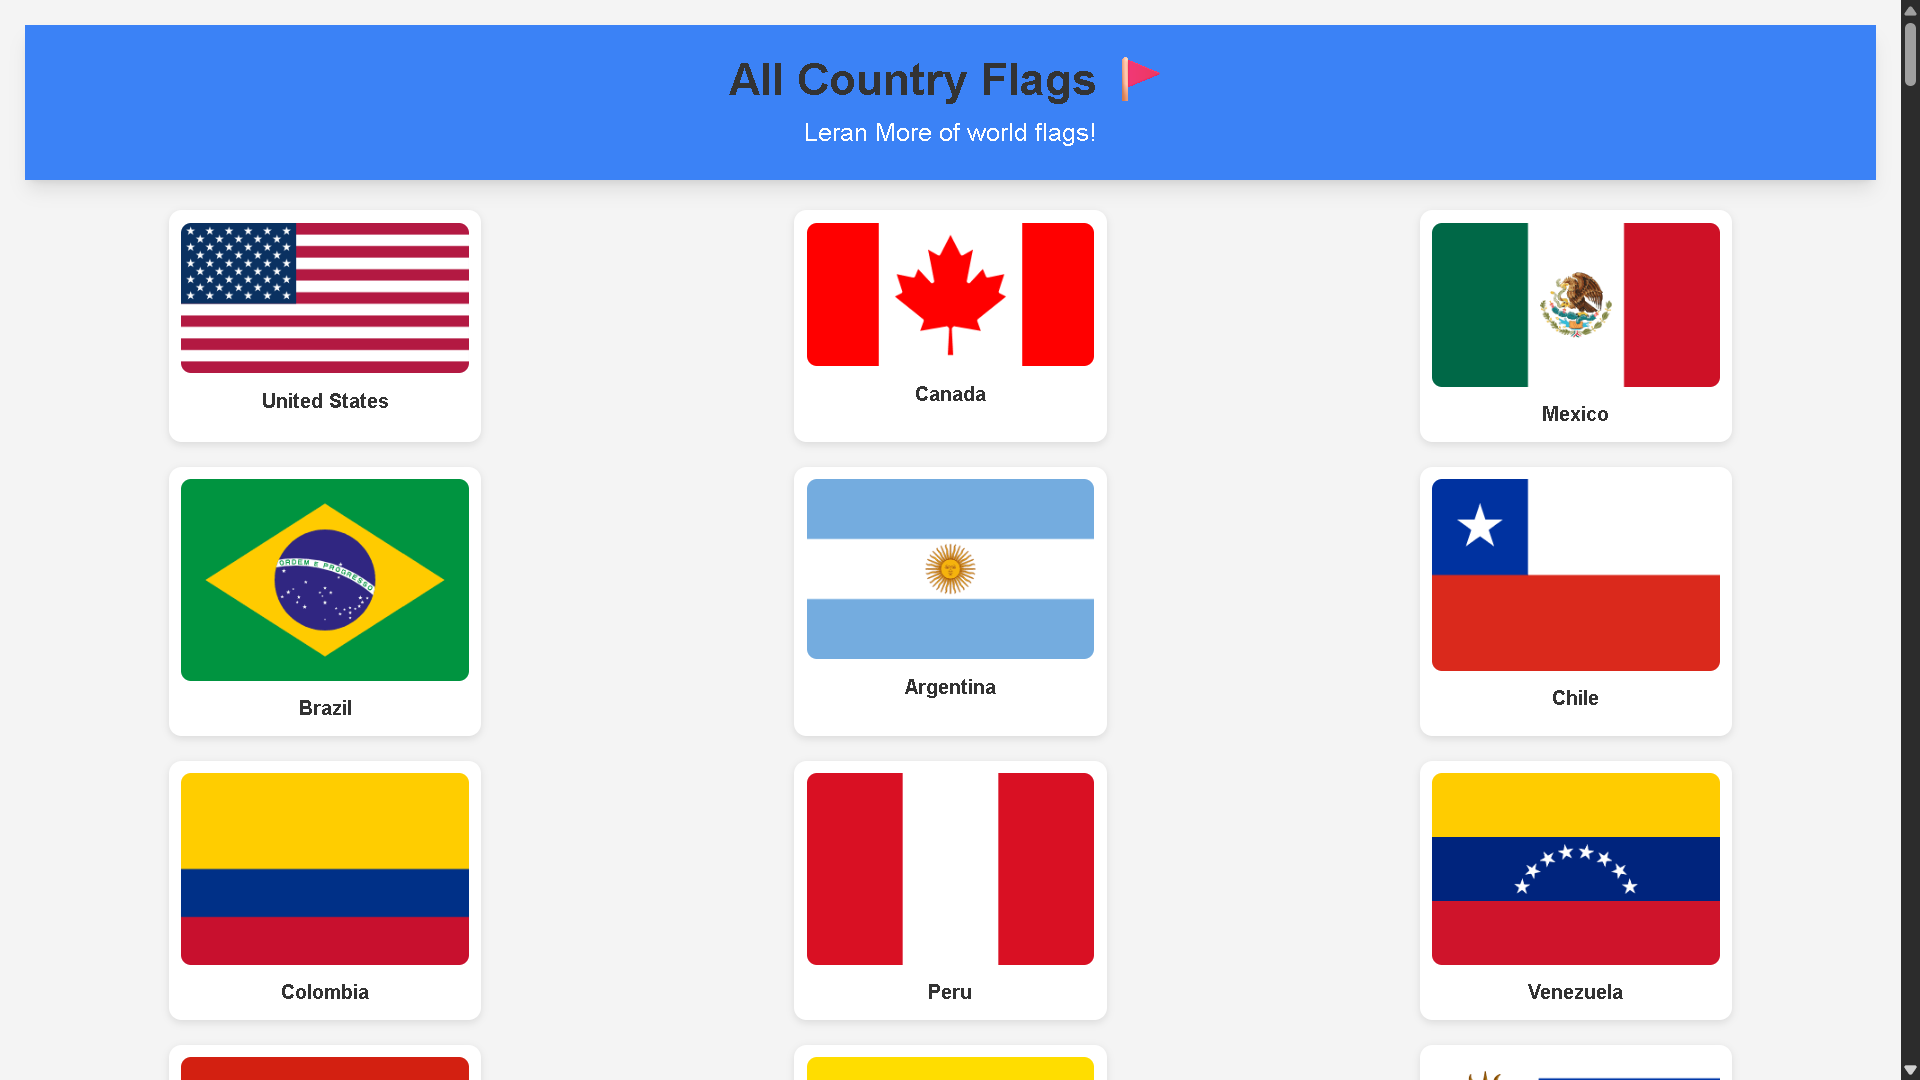 All Country Flags
Leran More of world flags!
United States
Canada
Mexico
ORDEM E PROGRESSO
Brazil
Argentina
Chile
Colombia
Peru
Venezuela